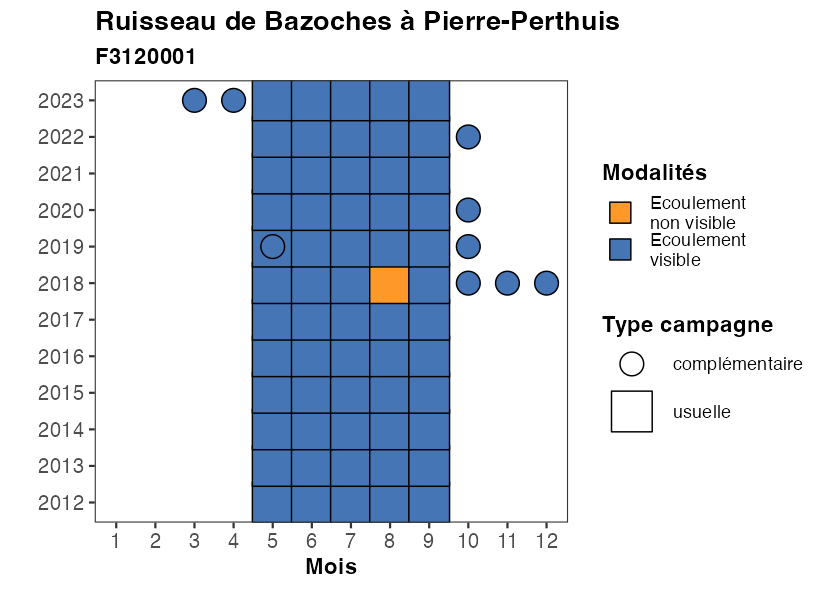 Ruisseau de Bazoches à Pierre-Perthuis
F3120001
2023
2022
2021
2020
2019
2018
2017
2016
2015
2014
2013
2012
1 2 3 4 5 6 7 8 9 10 11 12
Mois
Modalités
Ecoulement
non visible
Ecoulement
visible
Type campagne
complémentaire
usuelle